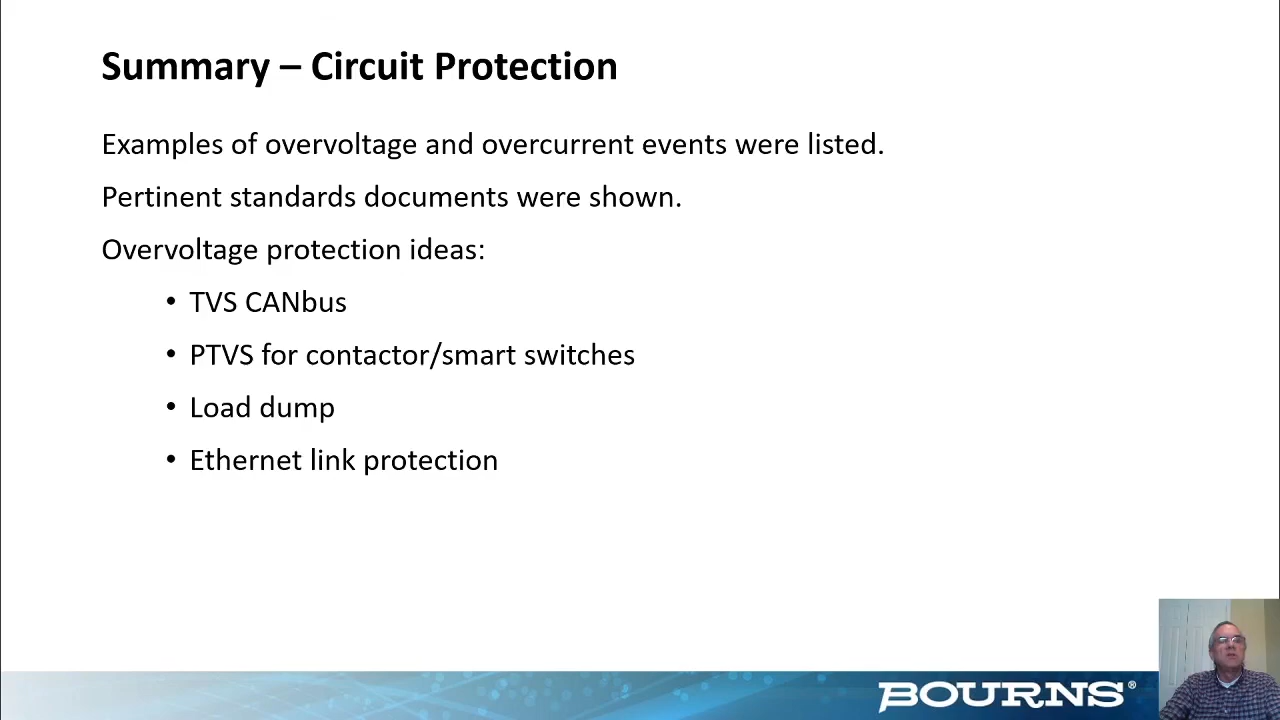 Summary – Circuit Protection
Examples of overvoltage and overcurrent events were listed.
Pertinent standards documents were shown.
Overvoltage protection ideas:
• TVS CANbus
• PTVS for contactor/smart switches
• Load dump
• Ethernet link protection
BOURNS®